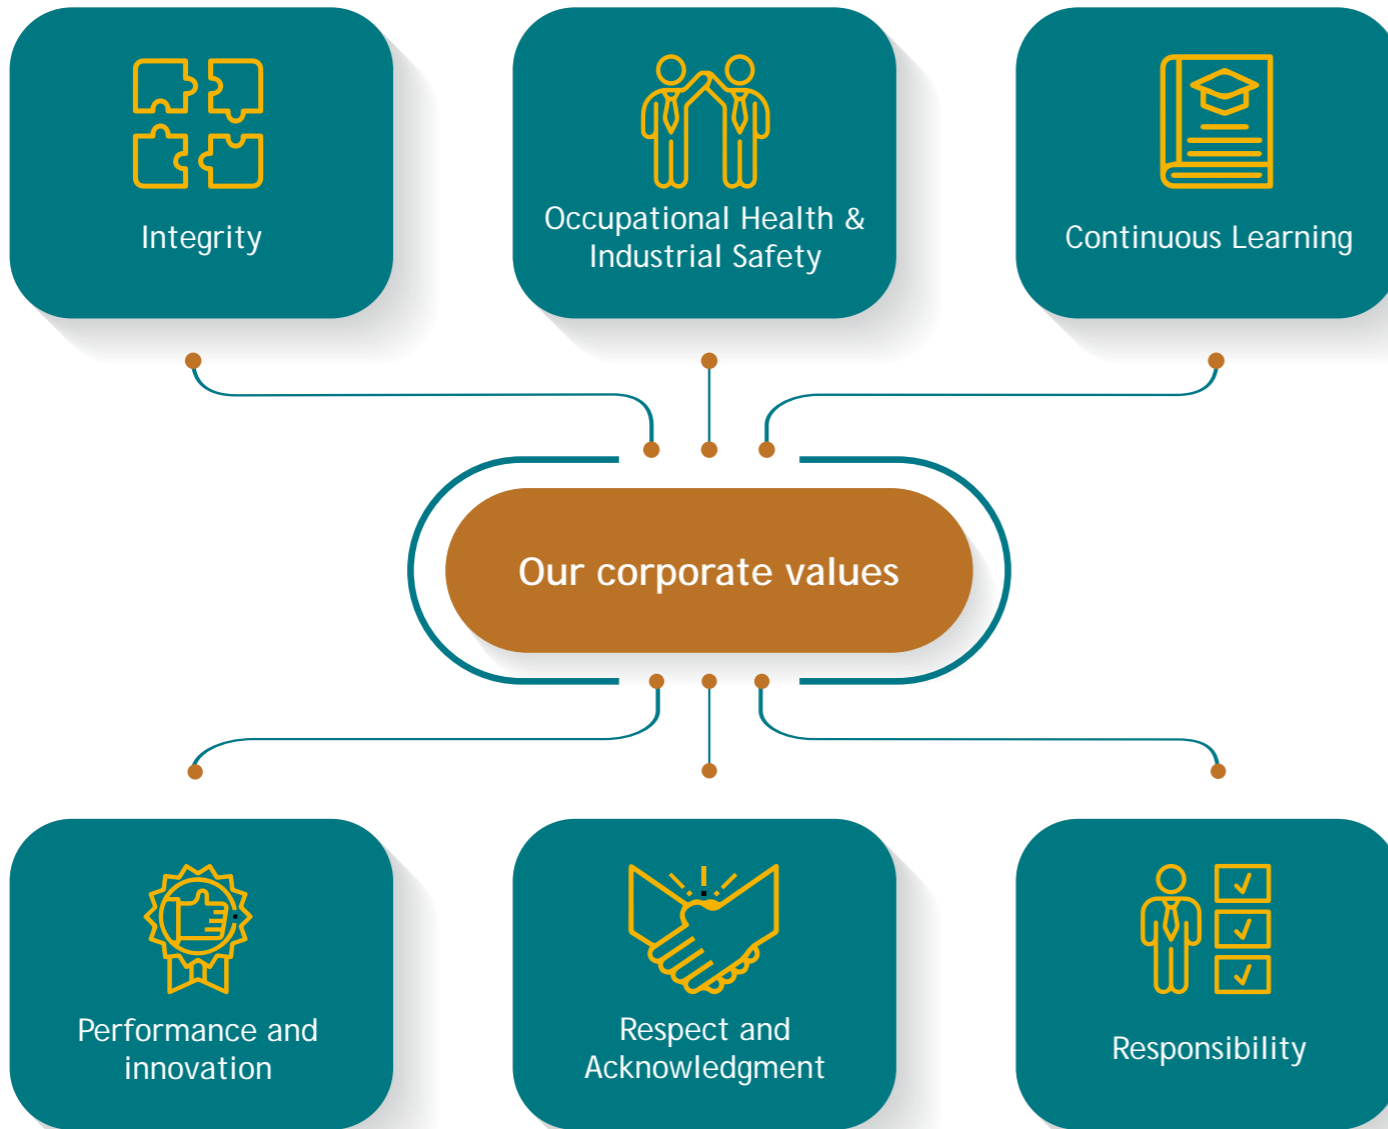 Integrity
Occupational Health &
Industrial Safety
Continuous Learning
Our corporate values
Performance and
innovation
Respect and
Acknowledgment
Responsibility